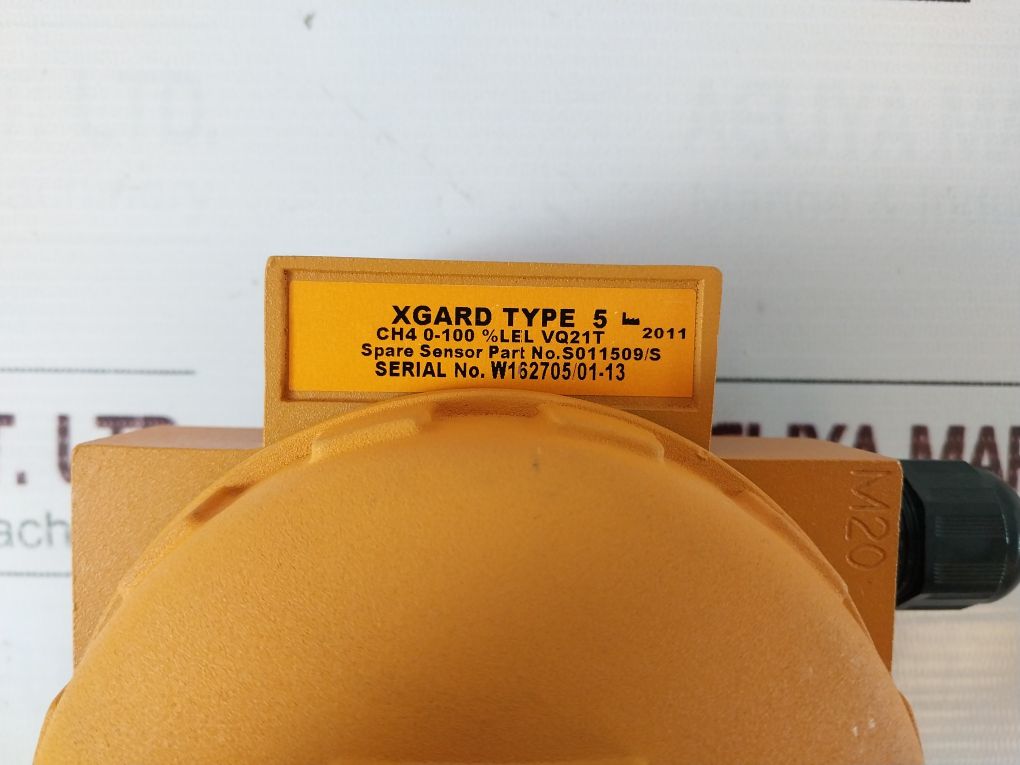 XGARD TYPE 5
2011
CH4 0-100 %LEL VQ21T
Spare Sensor Part No.S011509/S
SERIAL No. W162705/01-13
M20